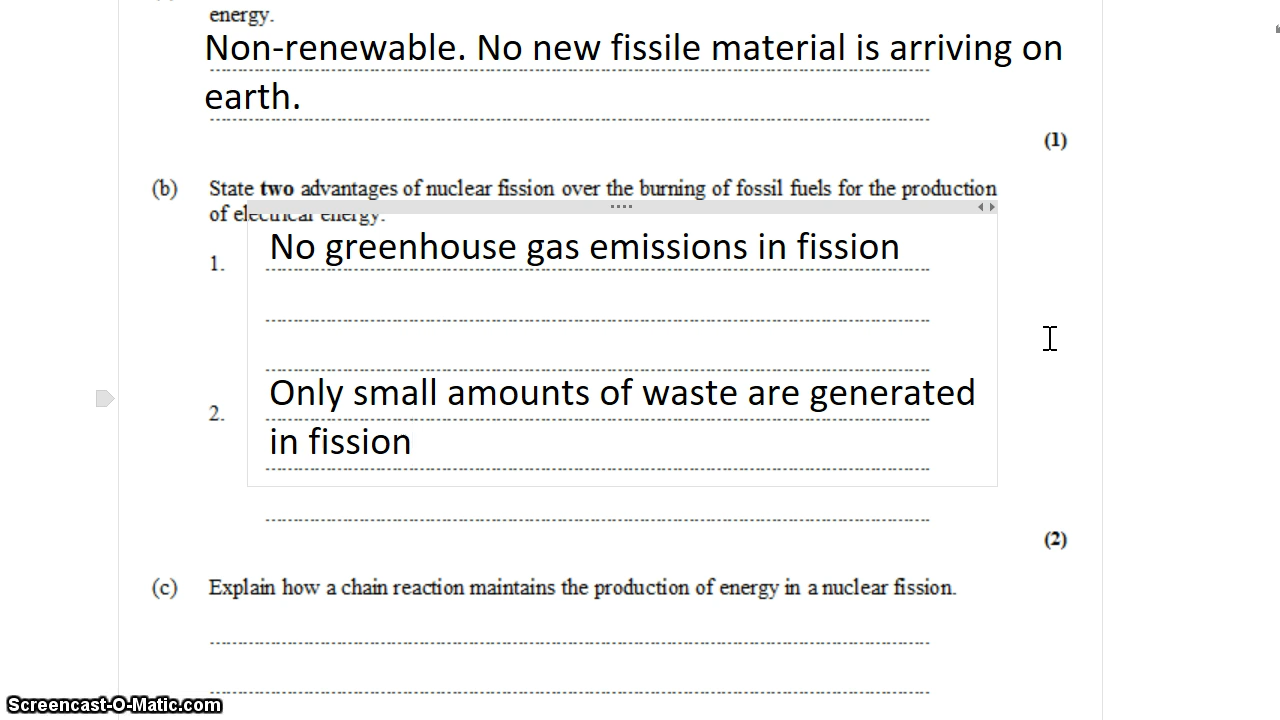 energy.
Non-renewable. No new fissile material is arriving on
earth.
(1)
(b) State two advantages of nuclear fission over the burning of fossil fuels for the production
of electrical energy.
1. No greenhouse gas emissions in fission
2. Only small amounts of waste are generated
in fission
(2)
(c) Explain how a chain reaction maintains the production of energy in a nuclear fission.
Screencast-O-Matic.com